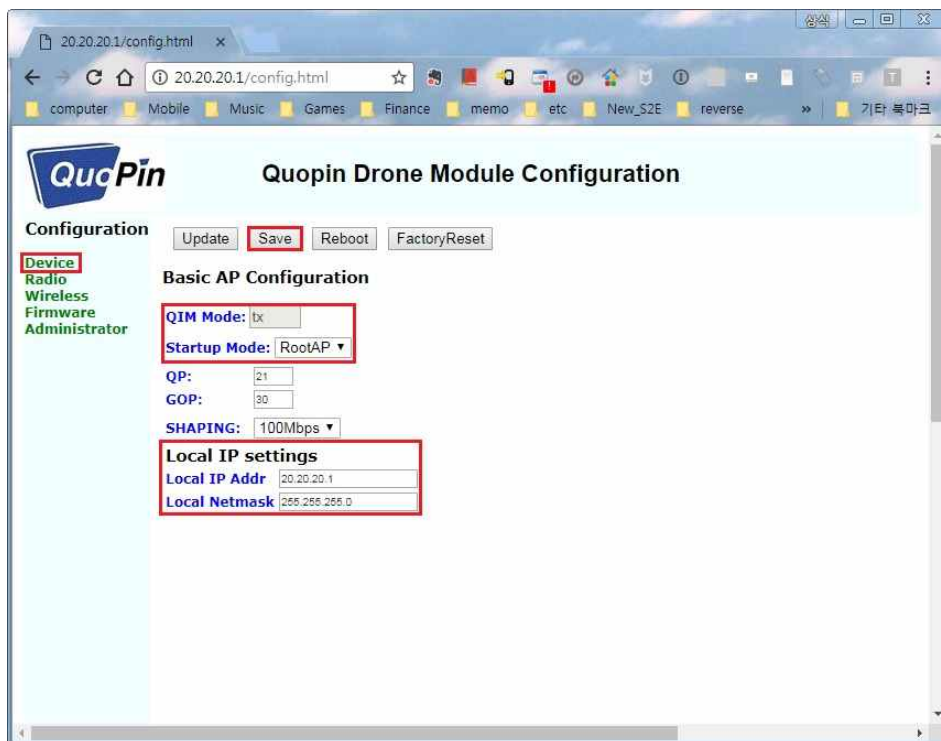 상식
20.20.20.1/config.html
20.20.20.1/config.html
computer Mobile Music Games Finance memo etc New_S2E reverse » 기타 북마크
QuoPin
Quopin Drone Module Configuration
Configuration
Update Save Reboot FactoryReset
Device
Radio
Wireless
Firmware
Administrator
Basic AP Configuration
QIM Mode: tx
Startup Mode: RootAP
QP: 21
GOP: 30
SHAPING: 100Mbps
Local IP settings
Local IP Addr 20.20.20.1
Local Netmask 255.255.255.0